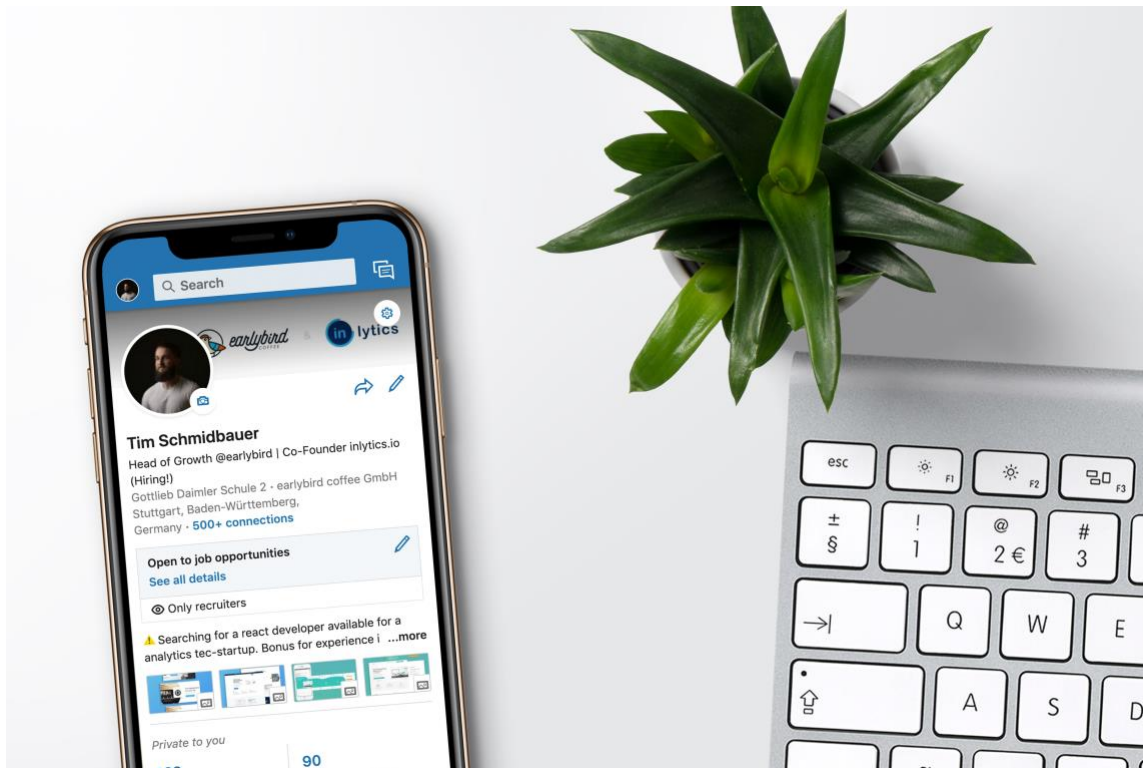 Search
earlybird
COFFEE
&
in lytics
Tim Schmidbauer
Head of Growth @earlybird | Co-Founder inlytics.io
(Hiring!)
Gottlieb Daimler Schule 2 • earlybird coffee GmbH
Stuttgart, Baden-Württemberg,
Germany • 500+ connections
Open to job opportunities
See all details
Only recruiters
⚠️ Searching for a react developer available for a
analytics tec-startup. Bonus for experience i ...more
Private to you
90
esc F1 F2 F3
± ! @ #
§ 1 2 € 3
Q W E
A S D